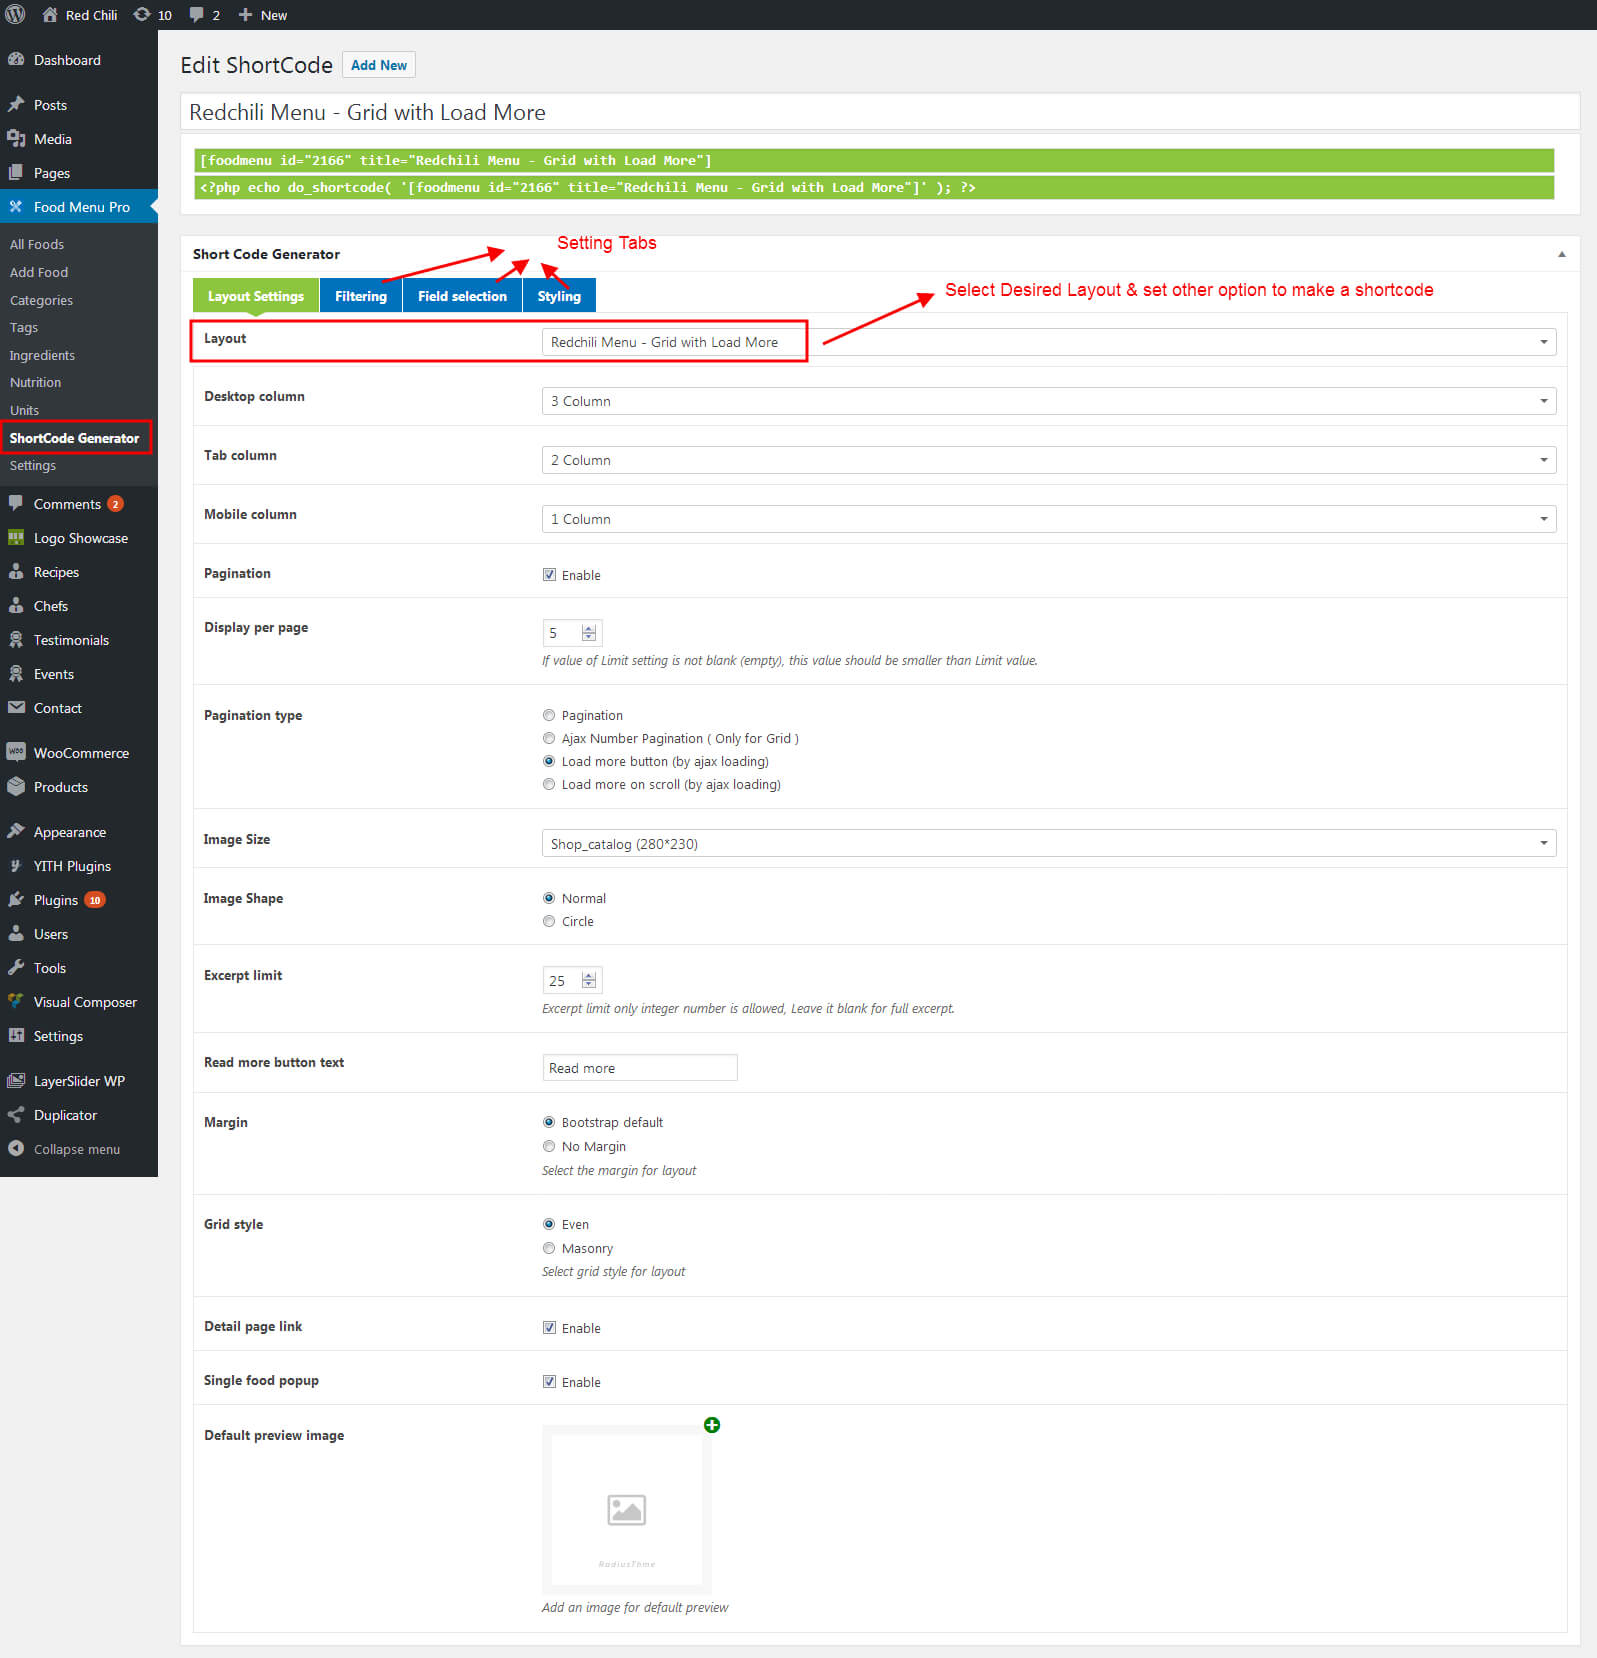 Red Chili 10 2 New
Dashboard
Posts
Media
Pages
Food Menu Pro
All Foods
Add Food
Categories
Tags
Ingredients
Nutrition
Units
ShortCode Generator
Settings
Comments 2
Logo Showcase
Recipes
Chefs
Testimonials
Events
Contact
WooCommerce
Products
Appearance
YITH Plugins
Plugins 10
Users
Tools
Visual Composer
Settings
LayerSlider WP
Duplicator
Collapse menu
Edit ShortCode Add New
Redchili Menu - Grid with Load More
[foodmenu id="2166" title="Redchili Menu - Grid with Load More"]
<?php echo do_shortcode( '[foodmenu id="2166" title="Redchili Menu - Grid with Load More"]' ); ?>
Short Code Generator
Setting Tabs
Layout Settings Filtering Field selection Styling
Select Desired Layout & set other option to make a shortcode
Layout Redchili Menu - Grid with Load More
Desktop column 3 Column
Tab column 2 Column
Mobile column 1 Column
Pagination Enable
Display per page 5
If value of Limit setting is not blank (empty), this value should be smaller than Limit value.
Pagination type Pagination
Ajax Number Pagination ( Only for Grid )
Load more button (by ajax loading)
Load more on scroll (by ajax loading)
Image Size Shop_catalog (280*230)
Image Shape Normal
Circle
Excerpt limit 25
Excerpt limit only integer number is allowed, Leave it blank for full excerpt.
Read more button text Read more
Margin Bootstrap default
No Margin
Select the margin for layout
Grid style Even
Masonry
Select grid style for layout
Detail page link Enable
Single food popup Enable
Default preview image
Add an image for default preview